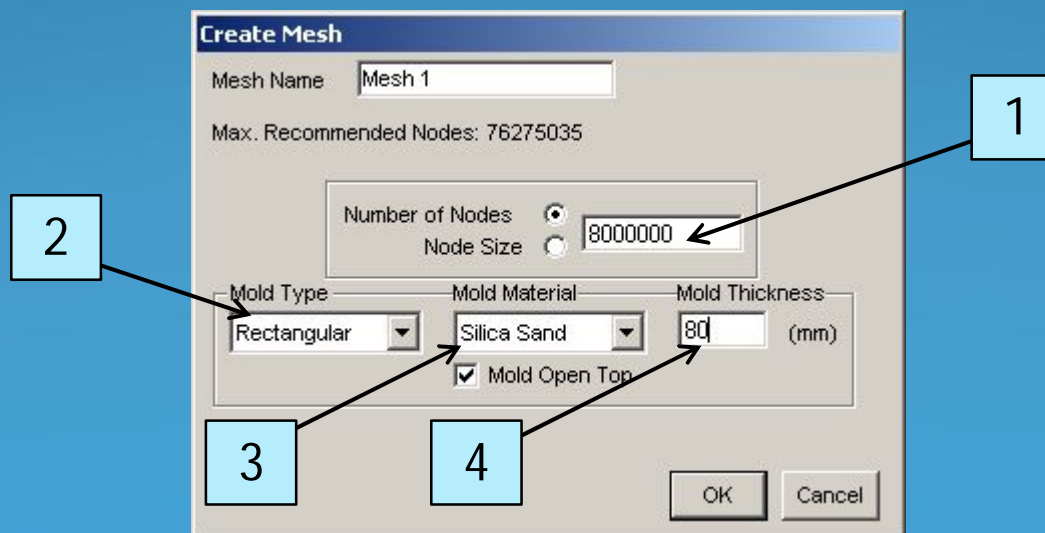 Create Mesh
Mesh Name Mesh 1
1
Max. Recommended Nodes: 76275035
Number of Nodes
8000000
2
Node Size
Mold Type Mold Material Mold Thickness
Rectangular Silica Sand 80 (mm)
Mold Open Top
3 4
OK Cancel